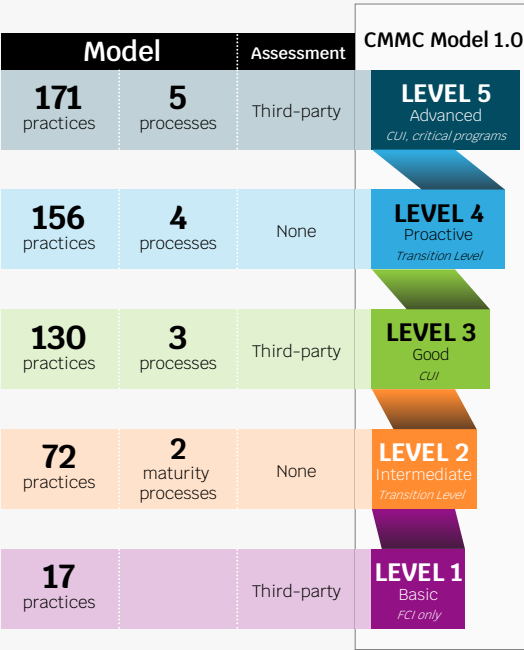 CMMC Model 1.0
Model
Assessment
171
practices
5
processes
Third-party
LEVEL 5
Advanced
CUI, critical programs
156
practices
4
processes
None
LEVEL 4
Proactive
Transition Level
130
practices
3
processes
Third-party
LEVEL 3
Good
CUI
72
practices
2
maturity
processes
None
LEVEL 2
Intermediate
Transition Level
17
practices
Third-party
LEVEL 1
Basic
FCI only